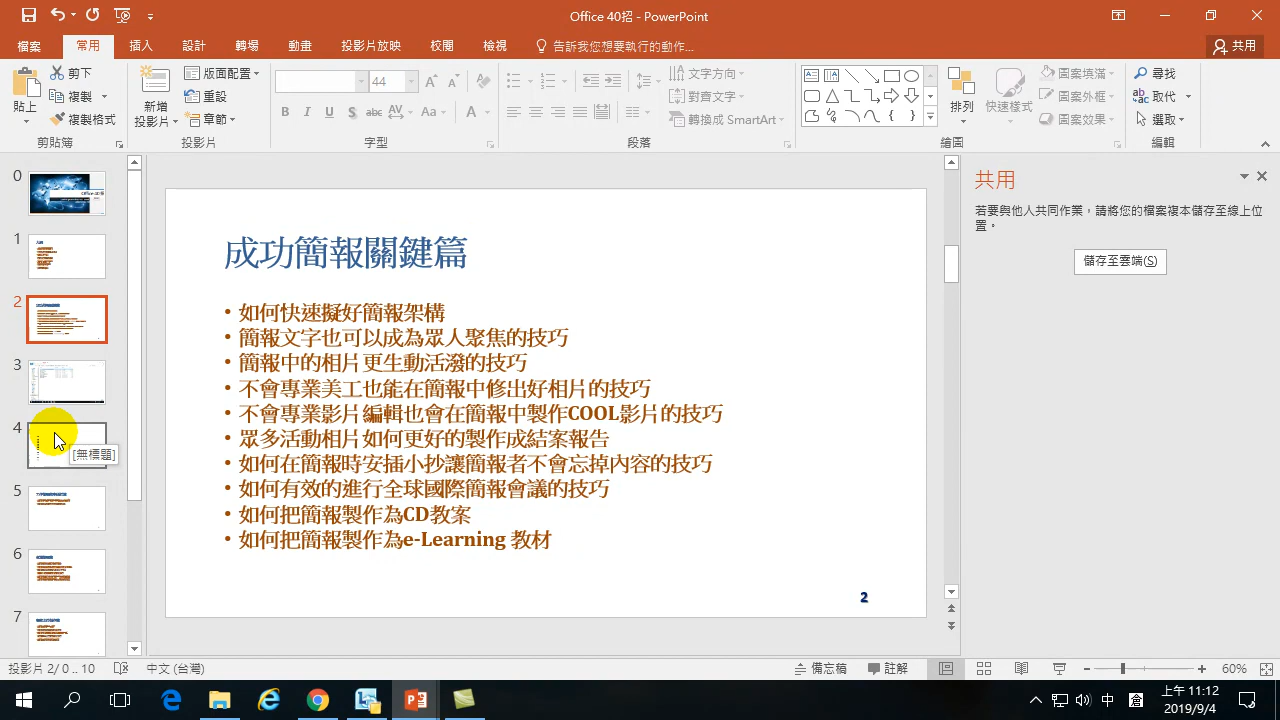 Office 40招 - PowerPoint
檔案 常用 插入 設計 轉場 動畫 投影片放映 校閱 檢視 告訴我您想要執行的動作... 共用
貼上 剪下 複製 複製格式 剪貼簿
新增投影片 版面配置 重設 章節 投影片
44
B I U S abc AV Aa A 字型
文字方向 對齊文字 轉換成 SmartArt 段落
排列 快速樣式 圖案填滿 圖案外框 圖案效果 繪圖
尋找 取代 選取 編輯
0
1
2
3
4
[無標題]
5
6
7
成功簡報關鍵篇
• 如何快速擬好簡報架構
• 簡報文字也可以成為眾人聚焦的技巧
• 簡報中的相片更生動活潑的技巧
• 不會專業美工也能在簡報中修出好相片的技巧
• 不會專業影片編輯也會在簡報中製作COOL影片的技巧
• 眾多活動相片如何更好的製作成結案報告
• 如何在簡報時安插小抄讓簡報者不會忘掉內容的技巧
• 如何有效的進行全球國際簡報會議的技巧
• 如何把簡報製作為CD教案
• 如何把簡報製作為e-Learning 教材
2
共用
若要與他人共同作業，請將您的檔案複本儲存至線上位置。
儲存至雲端(S)
投影片 2/ 0 .. 10 中文 (台灣) 備忘稿 註解 60%
中 上午 11:12
2019/9/4